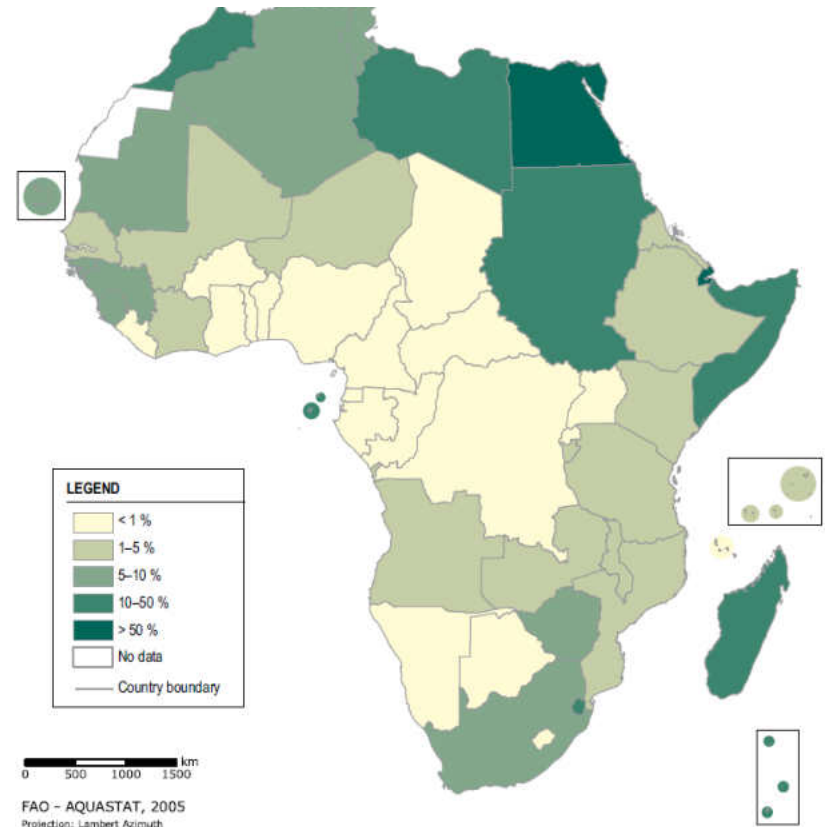 LEGEND
< 1 %
1–5 %
5–10 %
10–50 %
> 50 %
No data
Country boundary
km
0 500 1000 1500
FAO – AQUASTAT, 2005
Projection: Lambert Azimuth